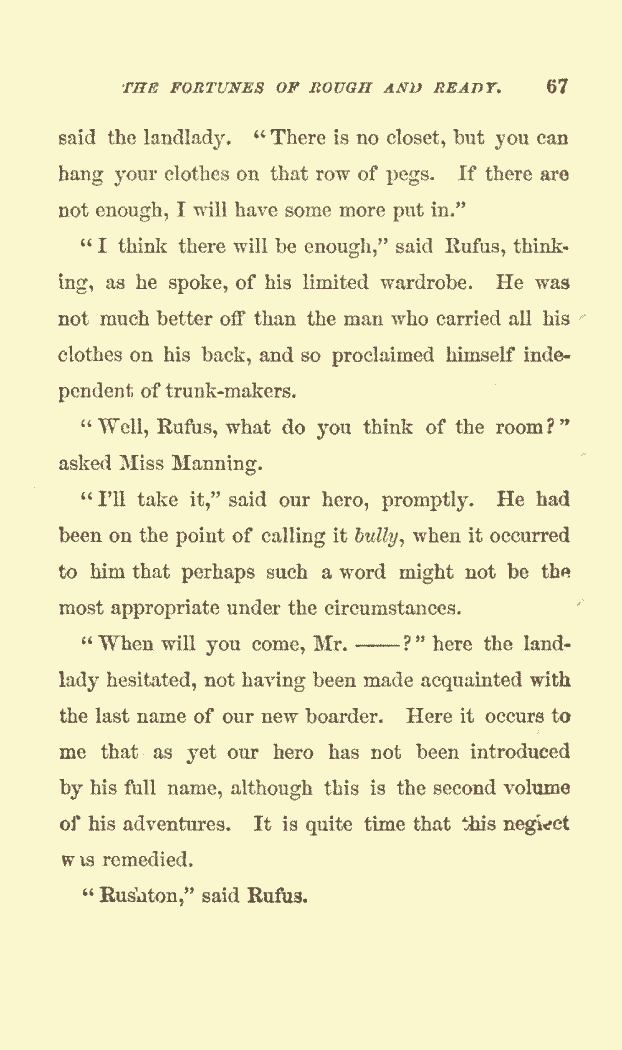 THE FORTUNES OF ROUGH AND READY. 67
said the landlady. "There is no closet, but you can
hang your clothes on that row of pegs. If there are
not enough, I will have some more put in."
"I think there will be enough," said Rufus, think-
ing, as he spoke, of his limited wardrobe. He was
not much better off than the man who carried all his
clothes on his back, and so proclaimed himself inde-
pendent of trunk-makers.
"Well, Rufus, what do you think of the room?"
asked Miss Manning.
"I'll take it," said our hero, promptly. He had
been on the point of calling it bully, when it occurred
to him that perhaps such a word might not be the
most appropriate under the circumstances.
"When will you come, Mr. ——?" here the land-
lady hesitated, not having been made acquainted with
the last name of our new boarder. Here it occurs to
me that as yet our hero has not been introduced
by his full name, although this is the second volume
of his adventures. It is quite time that this neglect
was remedied.
"Rushton," said Rufus.